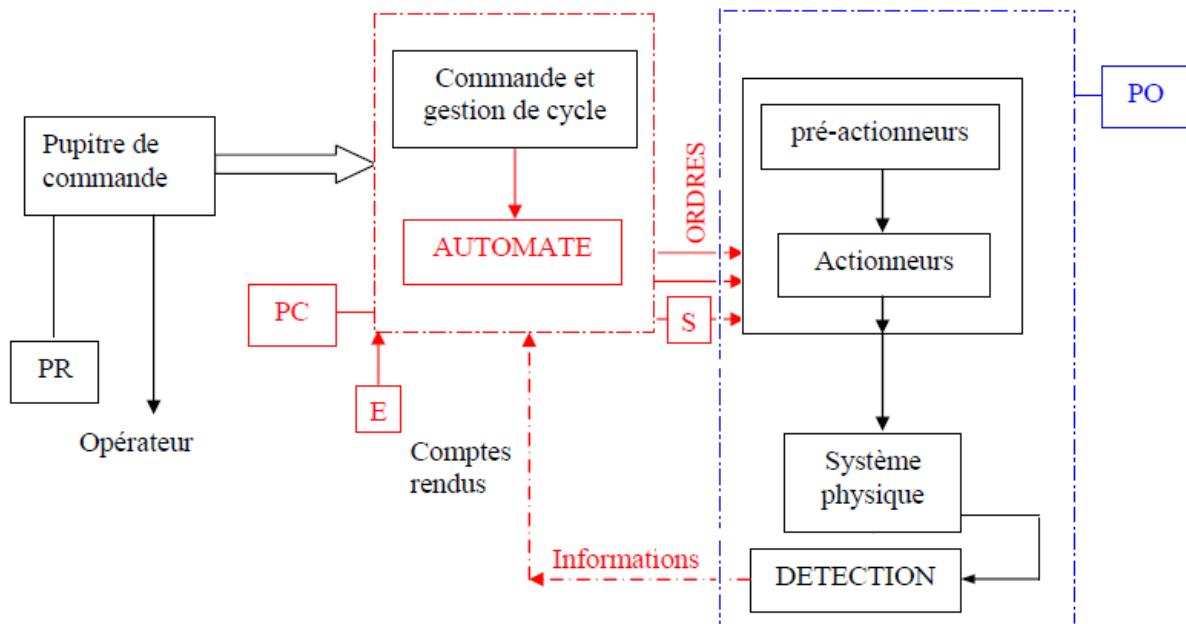 Commande et
gestion de cycle
PO
pré-actionneurs
Pupitre de
commande
ORDRES
AUTOMATE
Actionneurs
PC
S
PR
E
Opérateur
Comptes
rendus
Système
physique
Informations
DETECTION